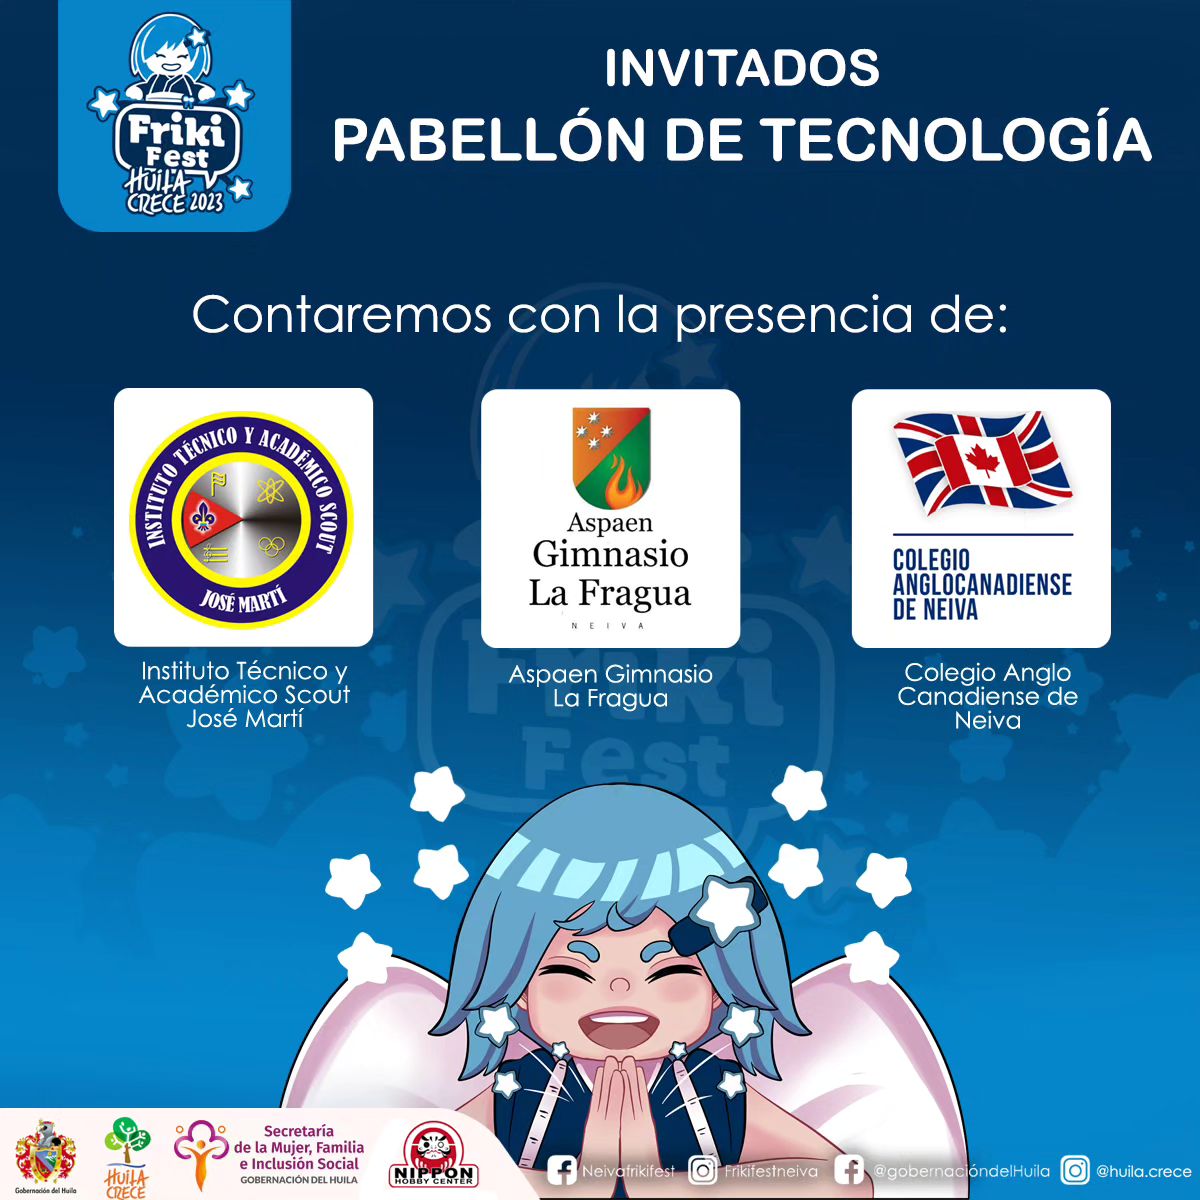 Friki
Fest
HUILA
CRECE 2023
INVITADOS
PABELLÓN DE TECNOLOGÍA
Contaremos con la presencia de:
INSTITUTO TÉCNICO Y ACADÉMICO SCOUT
JOSÉ MARTÍ
Aspaen
Gimnasio
La Fragua
NEIVA
COLEGIO
ANGLOCANADIENSE
DE NEIVA
Instituto Técnico y
Académico Scout
José Martí
Aspaen Gimnasio
La Fragua
Colegio Anglo
Canadiense de
Neiva
Friki
Fest
Gobernación del Huila
HUILA
CRECE
Secretaría
de la Mujer, Familia
e Inclusión Social
GOBERNACIÓN DEL HUILA
NIPPON
HOBBY CENTER
Neivafrikifest
Frikifestneiva
@gobernacióndelHuila
@huila.crece